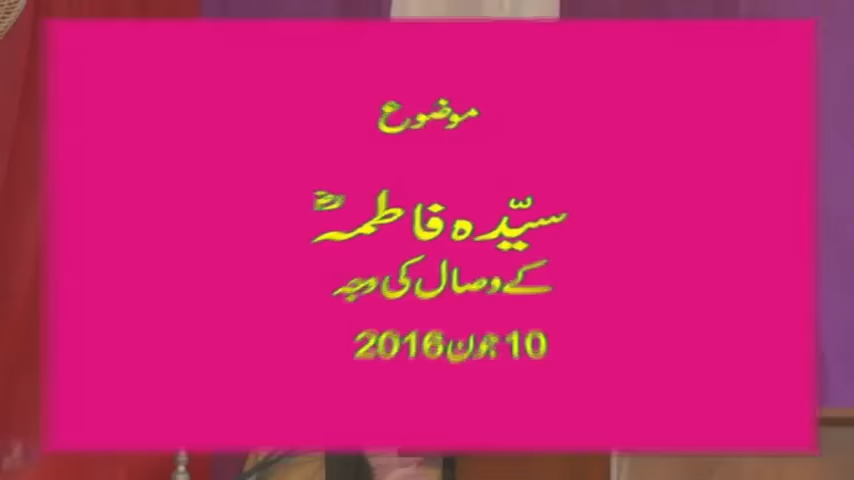 موضوع
سیّدہ فاطمہؓ
کے وصال کی وجہ
10 جون 2016